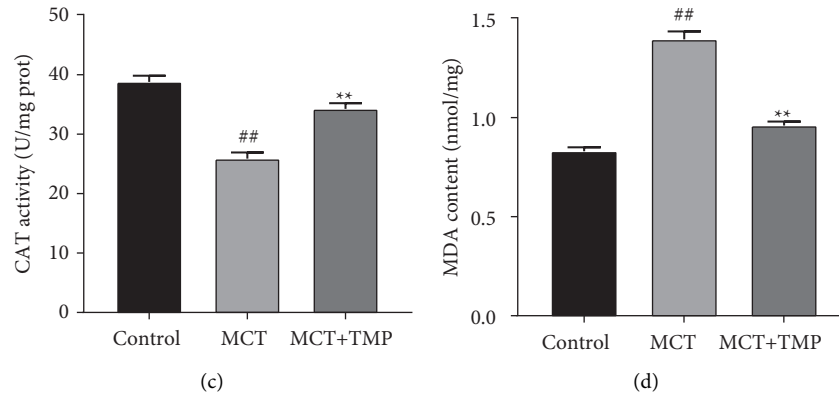 CAT activity (U/mg prot)
50
40
30
20
10
0
##
**
Control
MCT
MCT+TMP
(c)
MDA content (nmol/mg)
1.5
1.0
0.5
0.0
##
**
Control
MCT
MCT+TMP
(d)